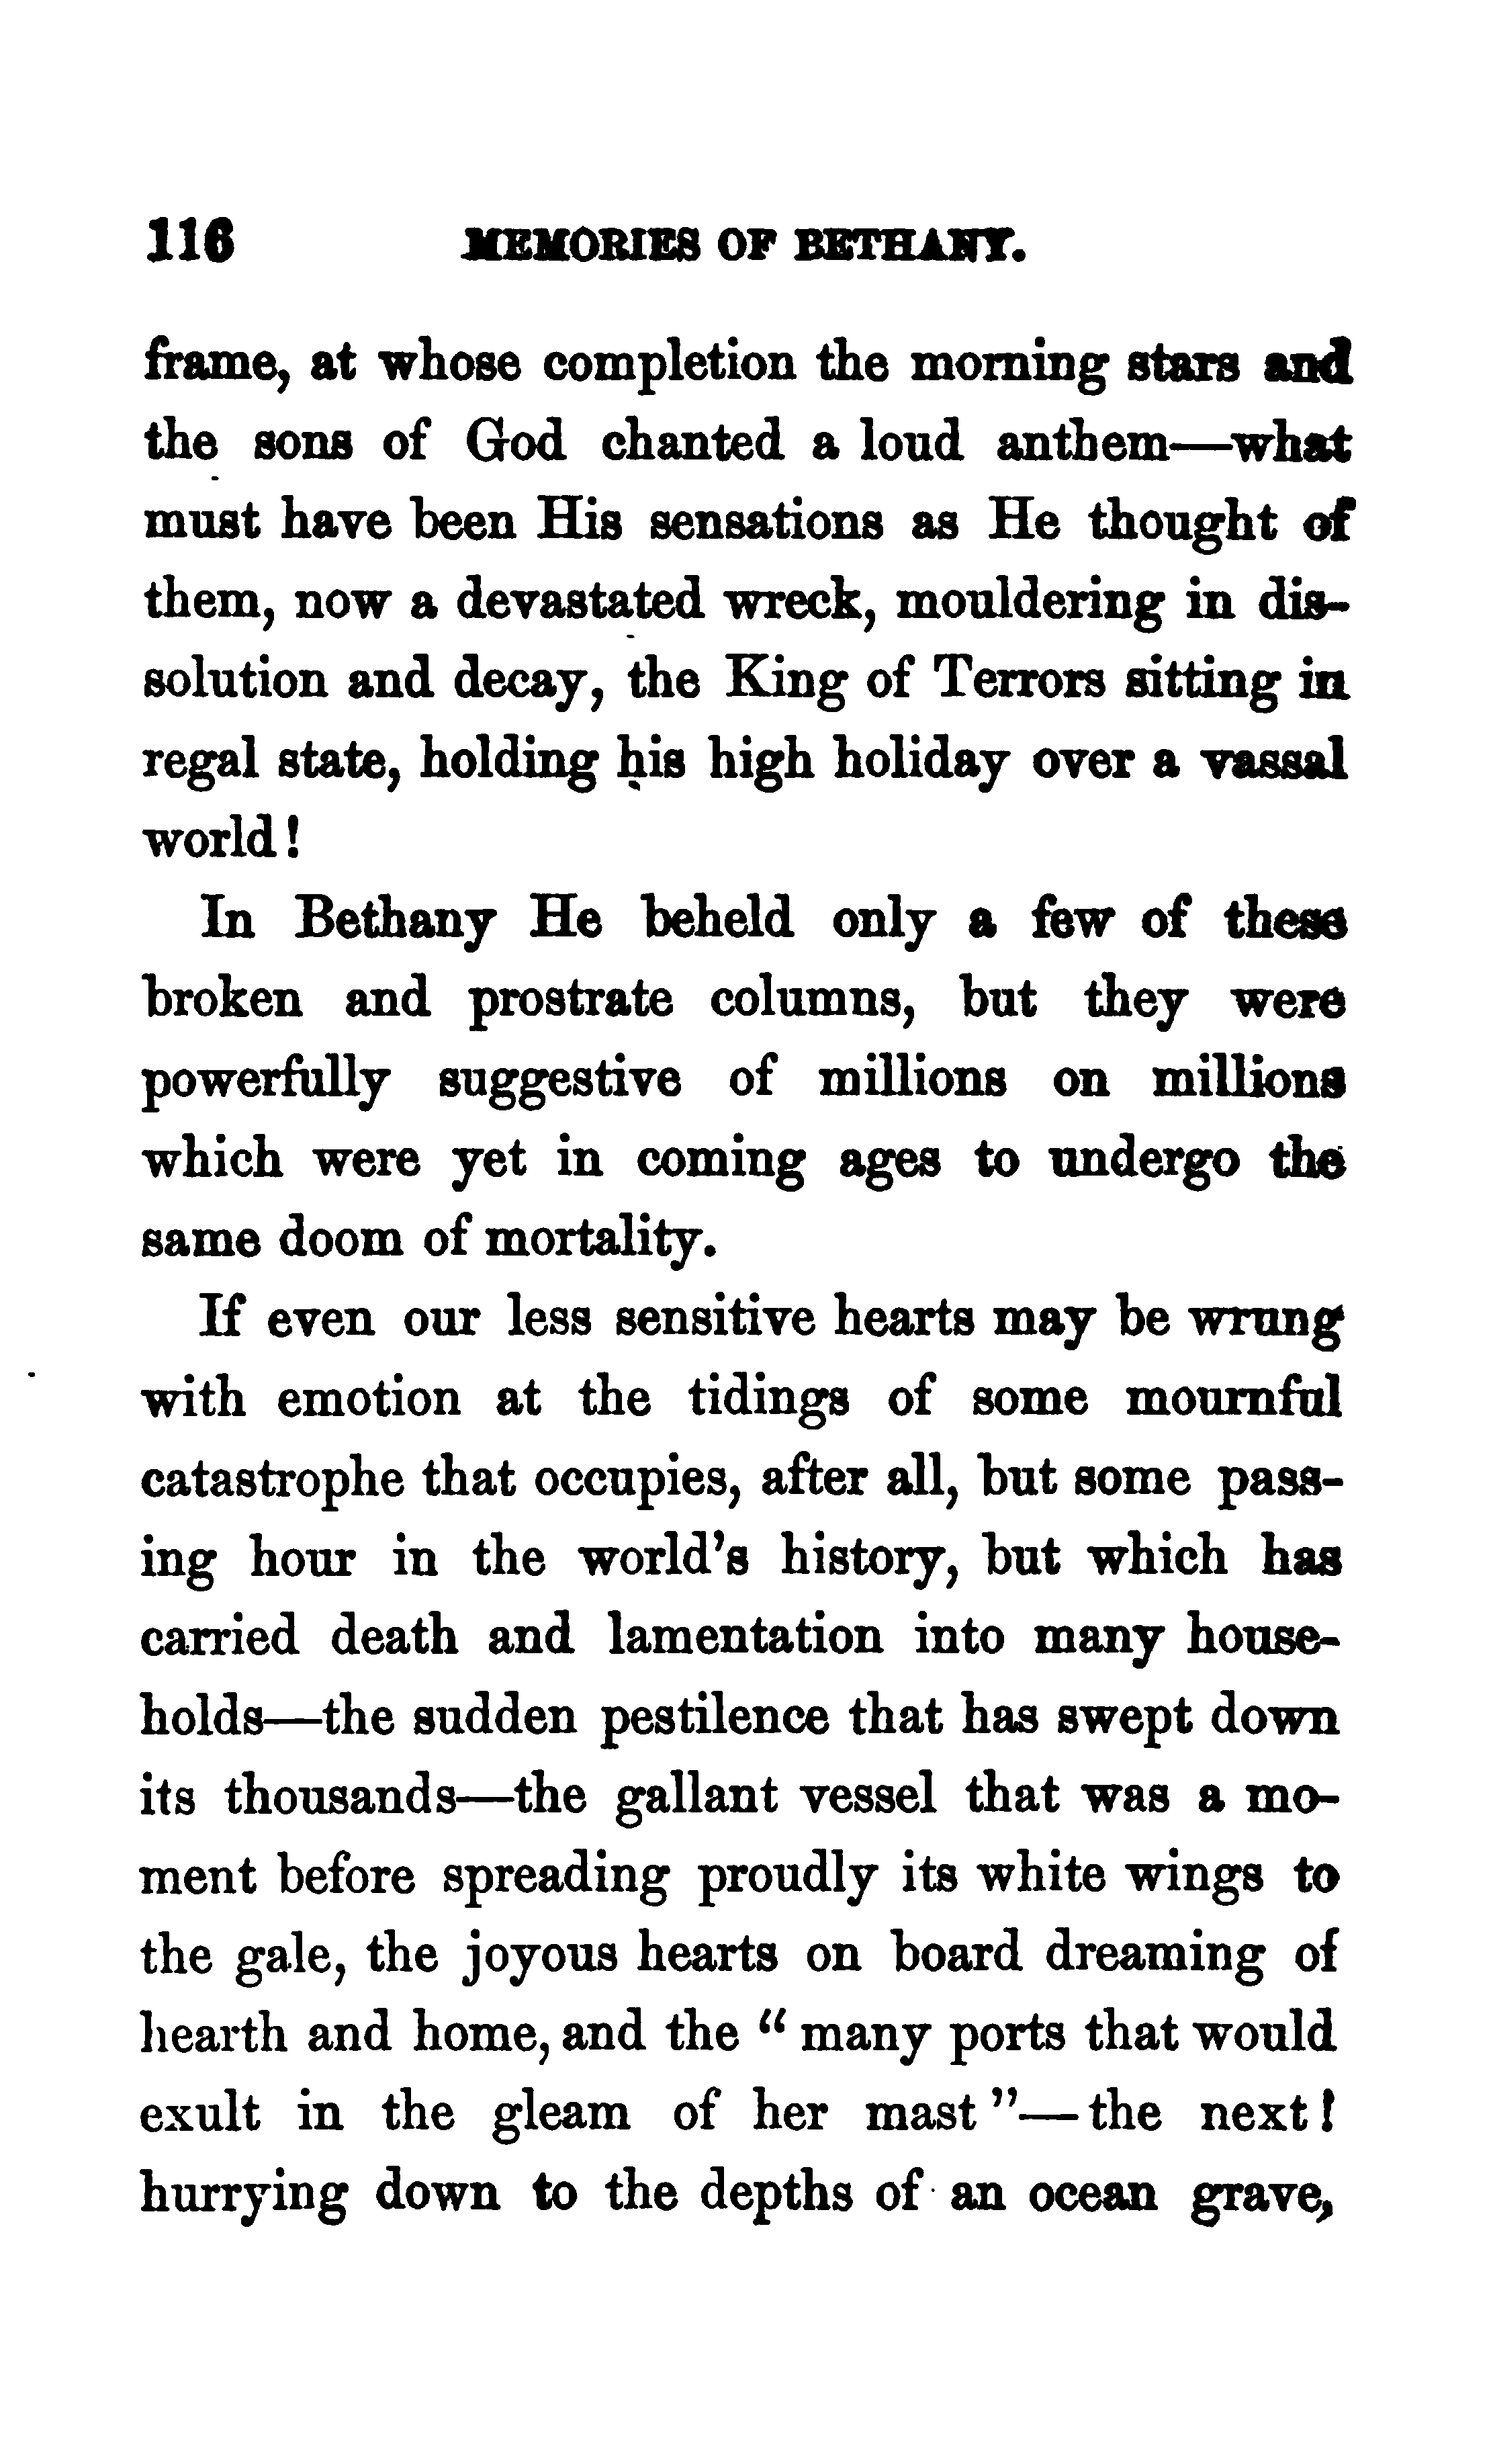 116 MEMORIES OF BETHANY.
frame, at whose completion the morning stars and
the sons of God chanted a loud anthem—what
must have been His sensations as He thought of
them, now a devastated wreck, mouldering in dis-
solution and decay, the King of Terrors sitting in
regal state, holding his high holiday over a vassal
world!
In Bethany He beheld only a few of these
broken and prostrate columns, but they were
powerfully suggestive of millions on millions
which were yet in coming ages to undergo the
same doom of mortality.
If even our less sensitive hearts may be wrung
with emotion at the tidings of some mournful
catastrophe that occupies, after all, but some pass-
ing hour in the world's history, but which has
carried death and lamentation into many house-
holds—the sudden pestilence that has swept down
its thousands—the gallant vessel that was a mo-
ment before spreading proudly its white wings to
the gale, the joyous hearts on board dreaming of
hearth and home, and the “many ports that would
exult in the gleam of her mast”—the next!
hurrying down to the depths of an ocean grave,